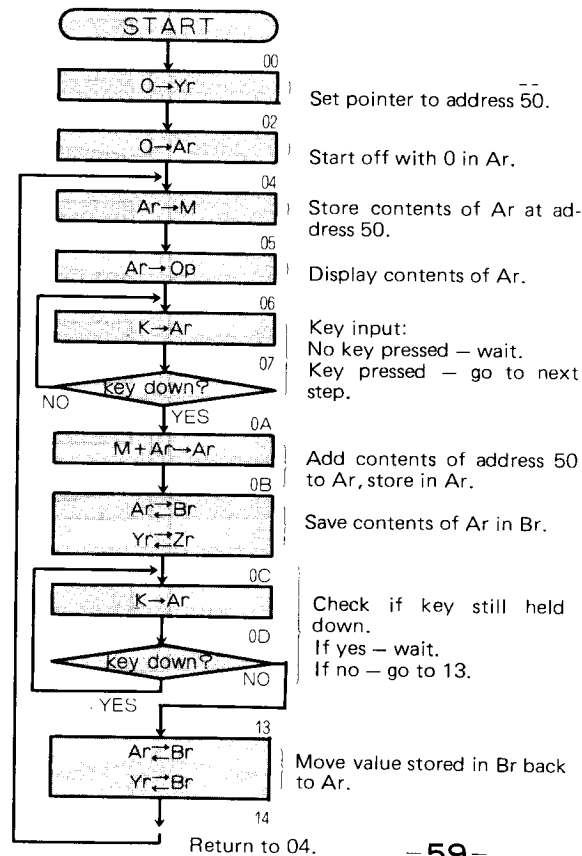 START
00
O→Yr
Set pointer to address 50.
02
O→Ar
Start off with 0 in Ar.
04
Ar→M
Store contents of Ar at ad-
dress 50.
05
Ar→Op
Display contents of Ar.
06
K→Ar
Key input:
No key pressed – wait.
Key pressed – go to next
step.
07
key down?
NO
YES
0A
M+Ar→Ar
Add contents of address 50
to Ar, store in Ar.
0B
Ar⇄Br
Yr⇄Zr
Save contents of Ar in Br.
0C
K→Ar
Check if key still held
down.
If yes – wait.
If no – go to 13.
0D
key down?
NO
YES
13
Ar⇄Br
Yr⇄Br
Move value stored in Br back
to Ar.
14
Return to 04.
-59-